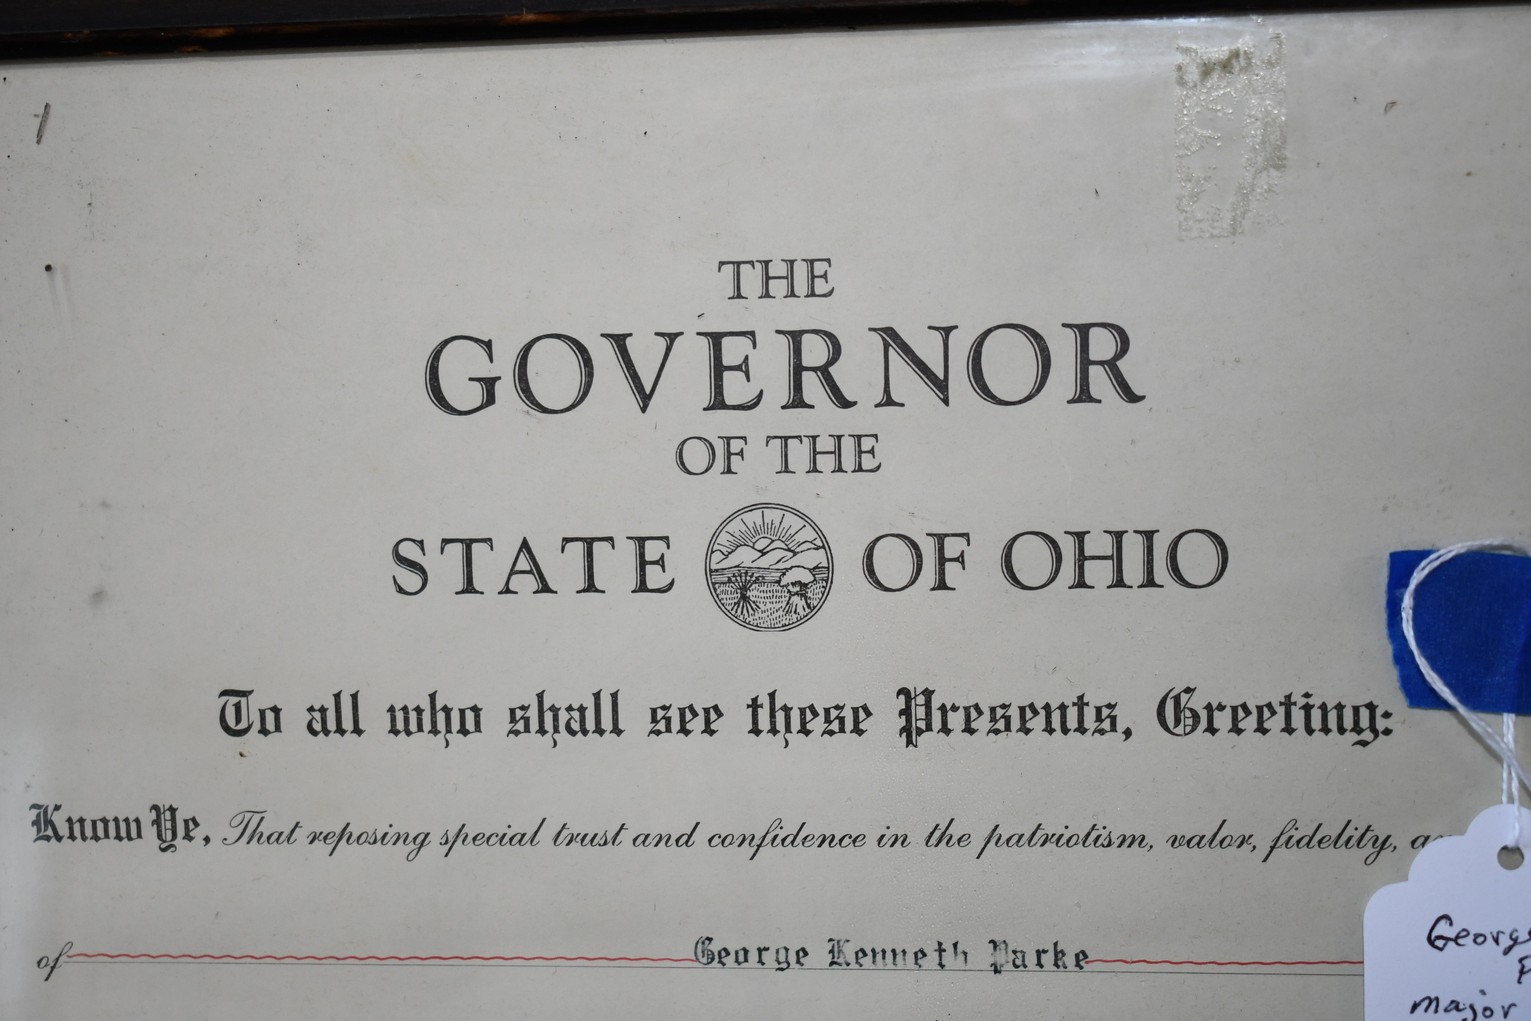 THE
GOVERNOR
OF THE
STATE OF OHIO
To all who shall see these Presents, Greeting:
Know Ye, That reposing special trust and confidence in the patriotism, valor, fidelity,
of George Kenneth Parke
Major